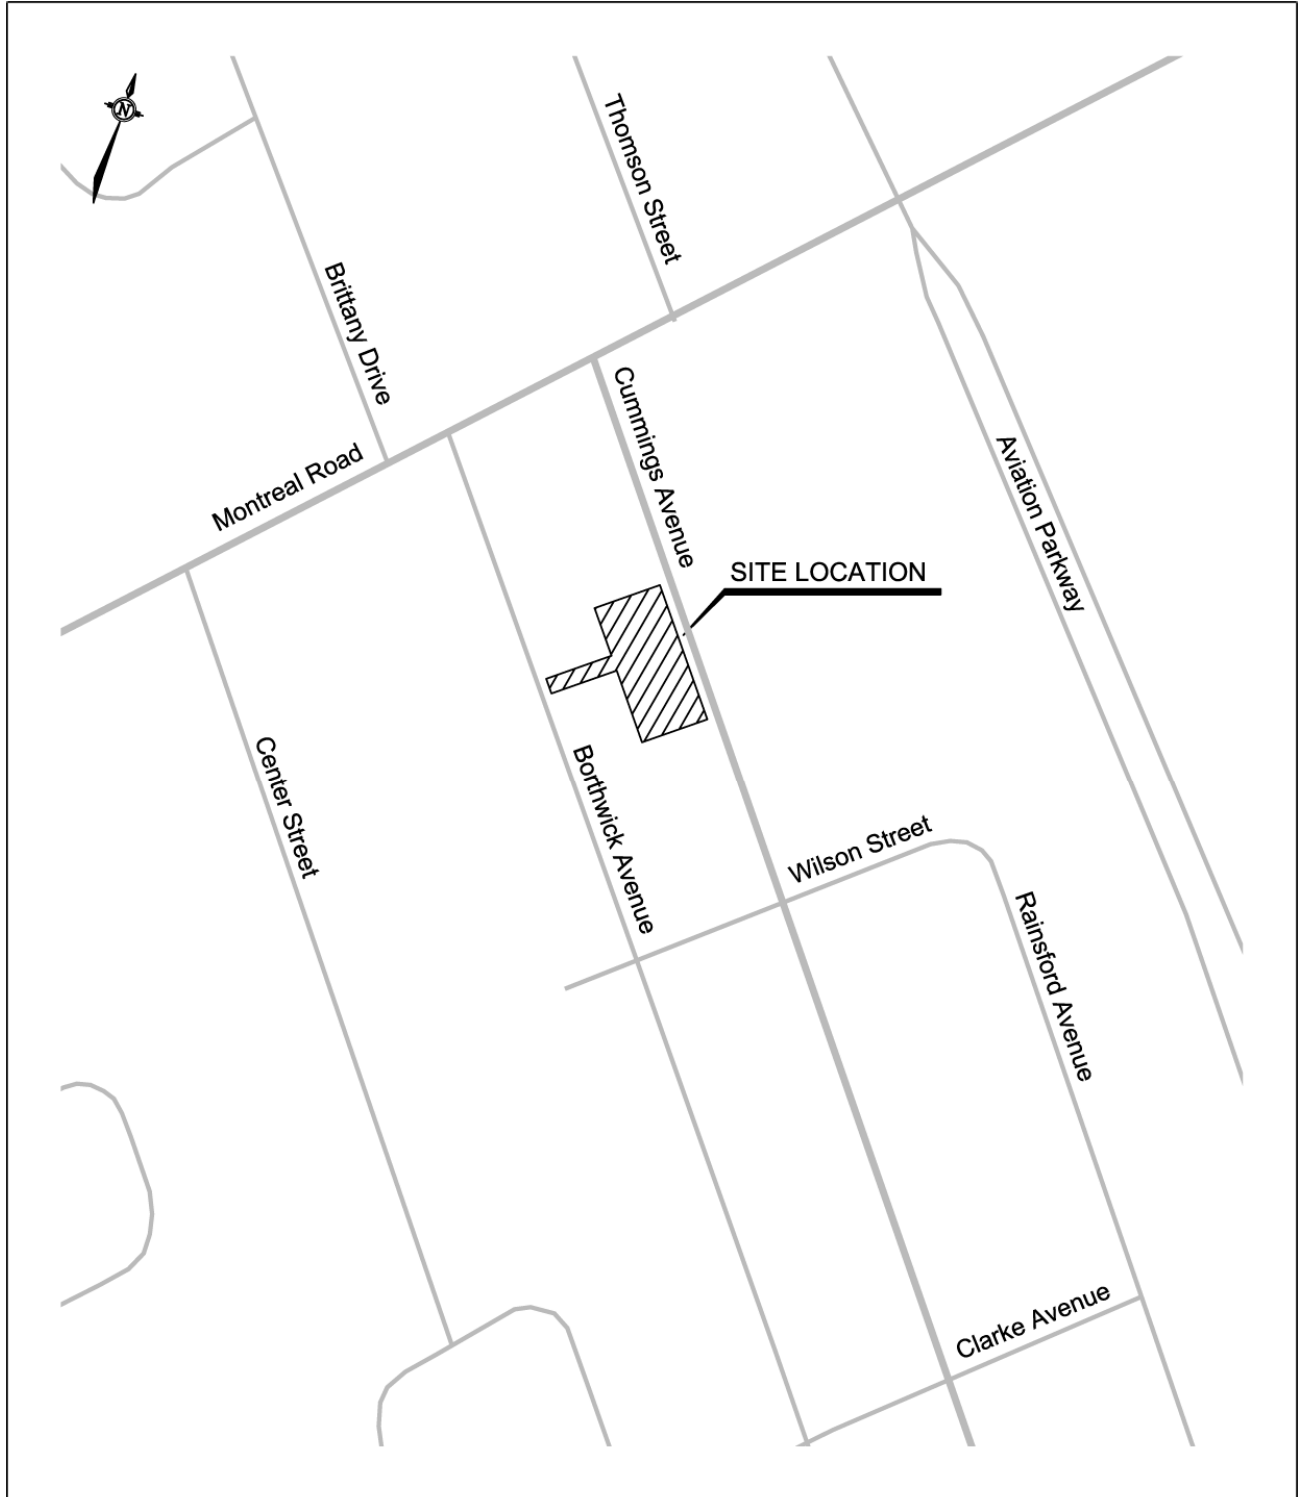 N
Thomson Street
Brittany Drive
Montreal Road
Cummings Avenue
Aviation Parkway
SITE LOCATION
Center Street
Borthwick Avenue
Wilson Street
Rainsford Avenue
Clarke Avenue